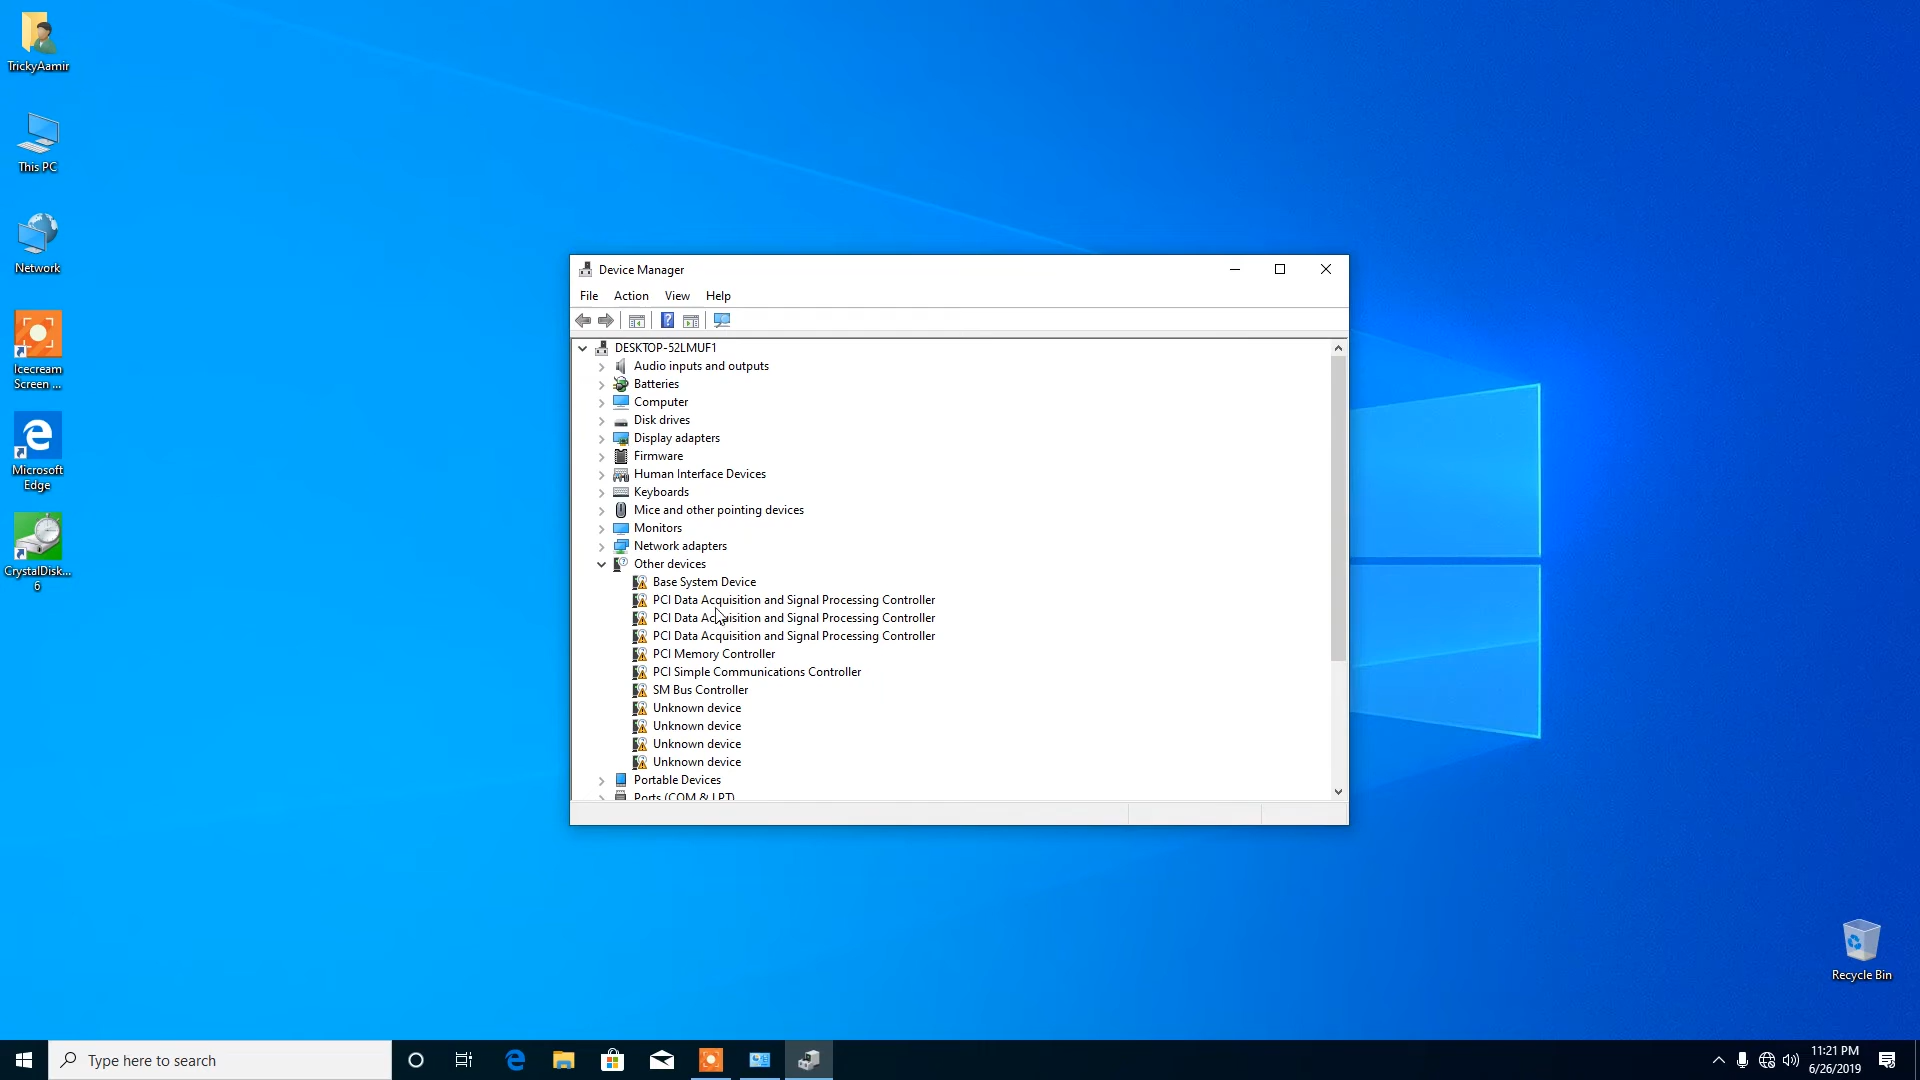 TrickyAamir
This PC
Network
Icecream
Screen ...
Microsoft
Edge
CrystalDisk...
6
Device Manager
File Action View Help
DESKTOP-52LMUF1
Audio inputs and outputs
Batteries
Computer
Disk drives
Display adapters
Firmware
Human Interface Devices
Keyboards
Mice and other pointing devices
Monitors
Network adapters
Other devices
Base System Device
PCI Data Acquisition and Signal Processing Controller
PCI Data Acquisition and Signal Processing Controller
PCI Data Acquisition and Signal Processing Controller
PCI Memory Controller
PCI Simple Communications Controller
SM Bus Controller
Unknown device
Unknown device
Unknown device
Unknown device
Portable Devices
Ports (COM & LPT)
Recycle Bin
Type here to search
11:21 PM
6/26/2019